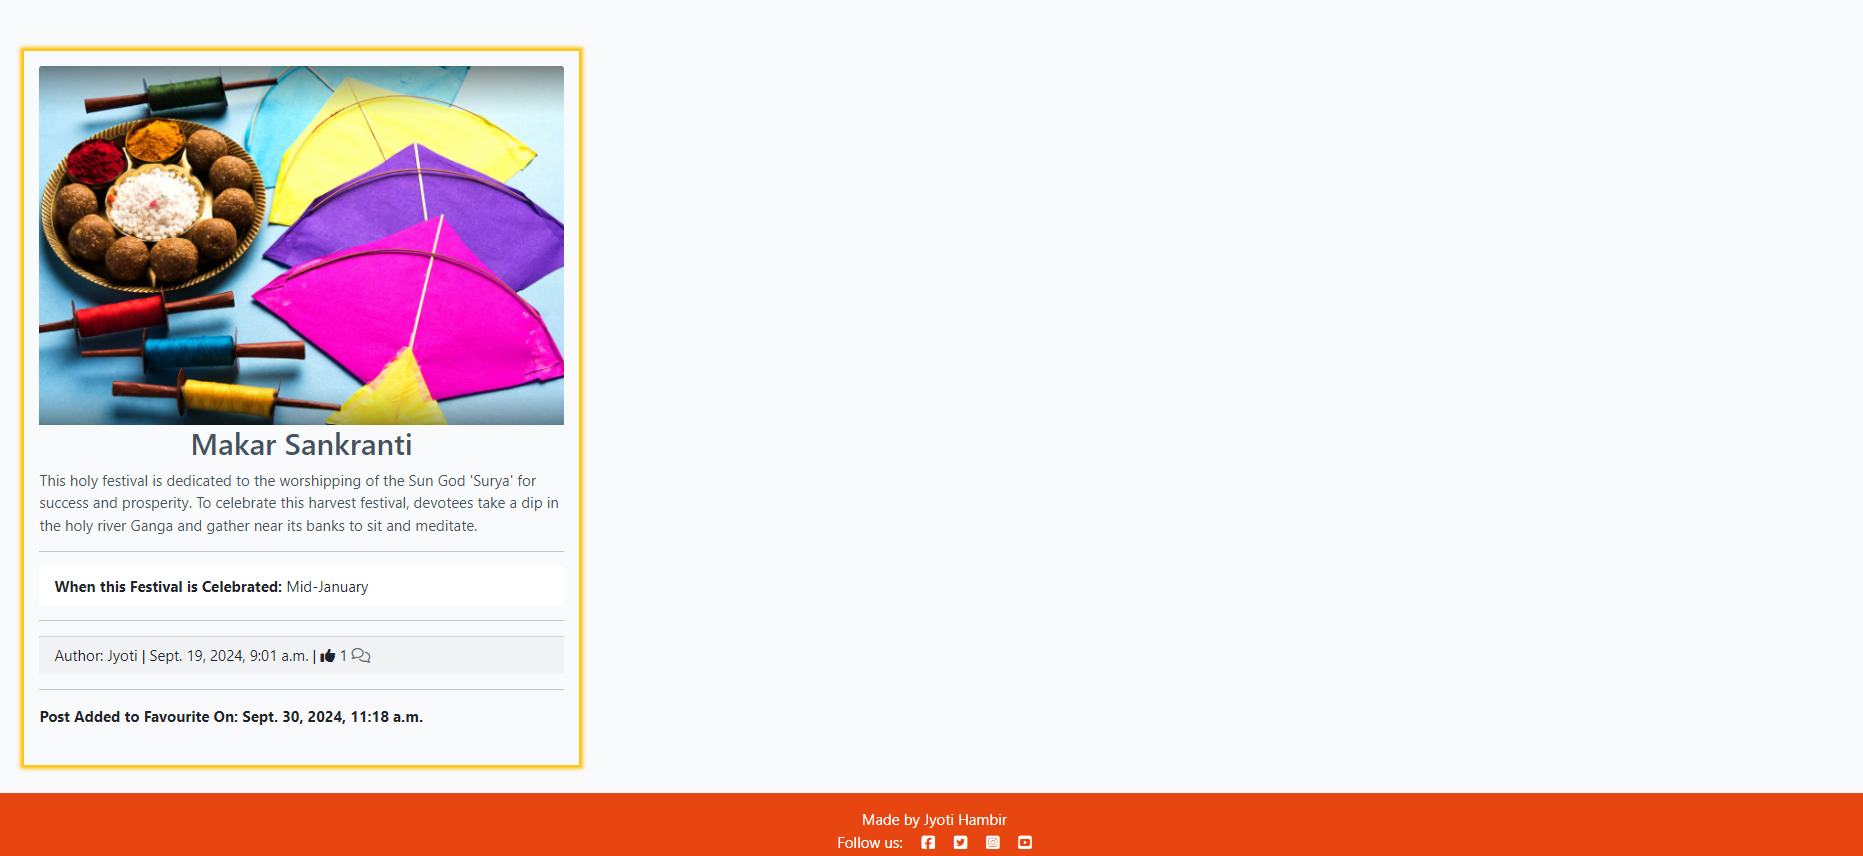 Makar Sankranti
This holy festival is dedicated to the worshipping of the Sun God 'Surya' for
success and prosperity. To celebrate this harvest festival, devotees take a dip in
the holy river Ganga and gather near its banks to sit and meditate.
When this Festival is Celebrated: Mid-January
Author: Jyoti | Sept. 19, 2024, 9:01 a.m. | 1
Post Added to Favourite On: Sept. 30, 2024, 11:18 a.m.
Made by Jyoti Hambir
Follow us: